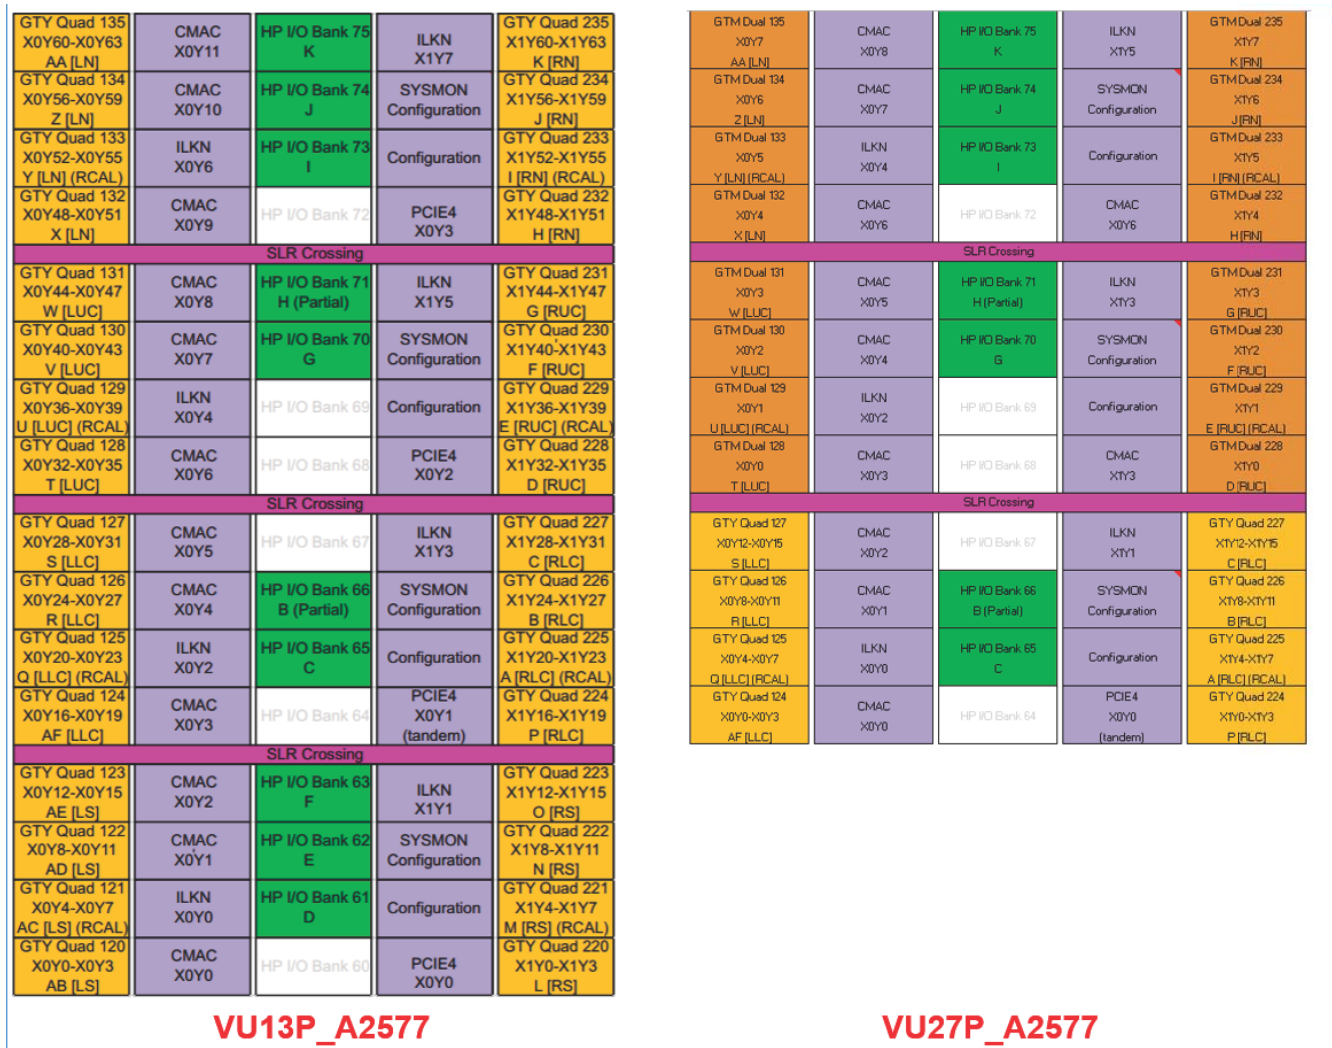 GTY Quad 135
X0Y60-X0Y63
AA [LN]
CMAC
X0Y11
HP I/O Bank 75
K
ILKN
X1Y7
GTY Quad 235
X1Y60-X1Y63
K [RN]
GTY Quad 134
X0Y56-X0Y59
Z [LN]
CMAC
X0Y10
HP I/O Bank 74
J
SYSMON
Configuration
GTY Quad 234
X1Y56-X1Y59
J [RN]
GTY Quad 133
X0Y52-X0Y55
Y [LN] (RCAL)
ILKN
X0Y6
HP I/O Bank 73
I
Configuration
GTY Quad 233
X1Y52-X1Y55
I [RN] (RCAL)
GTY Quad 132
X0Y48-X0Y51
X [LN]
CMAC
X0Y9
HP I/O Bank 72
PCIE4
X0Y3
GTY Quad 232
X1Y48-X1Y51
H [RN]
SLR Crossing
GTY Quad 131
X0Y44-X0Y47
W [LUC]
CMAC
X0Y8
HP I/O Bank 71
H (Partial)
ILKN
X1Y5
GTY Quad 231
X1Y44-X1Y47
G [RUC]
GTY Quad 130
X0Y40-X0Y43
V [LUC]
CMAC
X0Y7
HP I/O Bank 70
G
SYSMON
Configuration
GTY Quad 230
X1Y40-X1Y43
F [RUC]
GTY Quad 129
X0Y36-X0Y39
U [LUC] (RCAL)
ILKN
X0Y4
HP I/O Bank 69
Configuration
GTY Quad 229
X1Y36-X1Y39
E [RUC] (RCAL)
GTY Quad 128
X0Y32-X0Y35
T [LUC]
CMAC
X0Y6
HP I/O Bank 68
PCIE4
X0Y2
GTY Quad 228
X1Y32-X1Y35
D [RUC]
SLR Crossing
GTY Quad 127
X0Y28-X0Y31
S [LLC]
CMAC
X0Y5
HP I/O Bank 67
ILKN
X1Y3
GTY Quad 227
X1Y28-X1Y31
C [RLC]
GTY Quad 126
X0Y24-X0Y27
R [LLC]
CMAC
X0Y4
HP I/O Bank 66
B (Partial)
SYSMON
Configuration
GTY Quad 226
X1Y24-X1Y27
B [RLC]
GTY Quad 125
X0Y20-X0Y23
Q [LLC] (RCAL)
ILKN
X0Y2
HP I/O Bank 65
C
Configuration
GTY Quad 225
X1Y20-X1Y23
A [RLC] (RCAL)
GTY Quad 124
X0Y16-X0Y19
AF [LLC]
CMAC
X0Y3
HP I/O Bank 64
PCIE4
X0Y1
(tandem)
GTY Quad 224
X1Y16-X1Y19
P [RLC]
SLR Crossing
GTY Quad 123
X0Y12-X0Y15
AE [LS]
CMAC
X0Y2
HP I/O Bank 63
F
ILKN
X1Y1
GTY Quad 223
X1Y12-X1Y15
O [RS]
GTY Quad 122
X0Y8-X0Y11
AD [LS]
CMAC
X0Y1
HP I/O Bank 62
E
SYSMON
Configuration
GTY Quad 222
X1Y8-X1Y11
N [RS]
GTY Quad 121
X0Y4-X0Y7
AC [LS] (RCAL)
ILKN
X0Y0
HP I/O Bank 61
D
Configuration
GTY Quad 221
X1Y4-X1Y7
M [RS] (RCAL)
GTY Quad 120
X0Y0-X0Y3
AB [LS]
CMAC
X0Y0
HP I/O Bank 60
PCIE4
X0Y0
GTY Quad 220
X1Y0-X1Y3
L [RS]
VU13P_A2577
GTM Dual 135
X0Y7
AA [LN]
CMAC
X0Y8
HP I/O Bank 75
K
ILKN
X1Y5
GTM Dual 235
X1Y7
K [RN]
GTM Dual 134
X0Y6
Z [LN]
CMAC
X0Y7
HP I/O Bank 74
J
SYSMON
Configuration
GTM Dual 234
X1Y6
J [RN]
GTM Dual 133
X0Y5
Y [LN] (RCAL)
ILKN
X0Y4
HP I/O Bank 73
I
Configuration
GTM Dual 233
X1Y5
I [RN] (RCAL)
GTM Dual 132
X0Y4
X [LN]
CMAC
X0Y6
HP I/O Bank 72
CMAC
X0Y6
GTM Dual 232
X1Y4
H [RN]
SLR Crossing
GTM Dual 131
X0Y3
W [LUC]
CMAC
X0Y5
HP I/O Bank 71
H (Partial)
ILKN
X1Y3
GTM Dual 231
X1Y3
G [RUC]
GTM Dual 130
X0Y2
V [LUC]
CMAC
X0Y4
HP I/O Bank 70
G
SYSMON
Configuration
GTM Dual 230
X1Y2
F [RUC]
GTM Dual 129
X0Y1
U [LUC] (RCAL)
ILKN
X0Y2
HP I/O Bank 69
Configuration
GTM Dual 229
X1Y1
E [RUC] (RCAL)
GTM Dual 128
X0Y0
T [LUC]
CMAC
X0Y3
HP I/O Bank 68
CMAC
X1Y3
GTM Dual 228
X1Y0
D [RUC]
SLR Crossing
GTY Quad 127
X0Y12-X0Y15
S [LLC]
CMAC
X0Y2
HP I/O Bank 67
ILKN
X1Y1
GTY Quad 227
X1Y12-X1Y15
C [RLC]
GTY Quad 126
X0Y8-X0Y11
R [LLC]
CMAC
X0Y1
HP I/O Bank 66
B (Partial)
SYSMON
Configuration
GTY Quad 226
X1Y8-X1Y11
B [RLC]
GTY Quad 125
X0Y4-X0Y7
Q [LLC] (RCAL)
ILKN
X0Y0
HP I/O Bank 65
C
Configuration
GTY Quad 225
X1Y4-X1Y7
A [RLC] (RCAL)
GTY Quad 124
X0Y0-X0Y3
AF [LLC]
CMAC
X0Y0
HP I/O Bank 64
PCIE4
X0Y0
(tandem)
GTY Quad 224
X1Y0-X1Y3
P [RLC]
VU27P_A2577